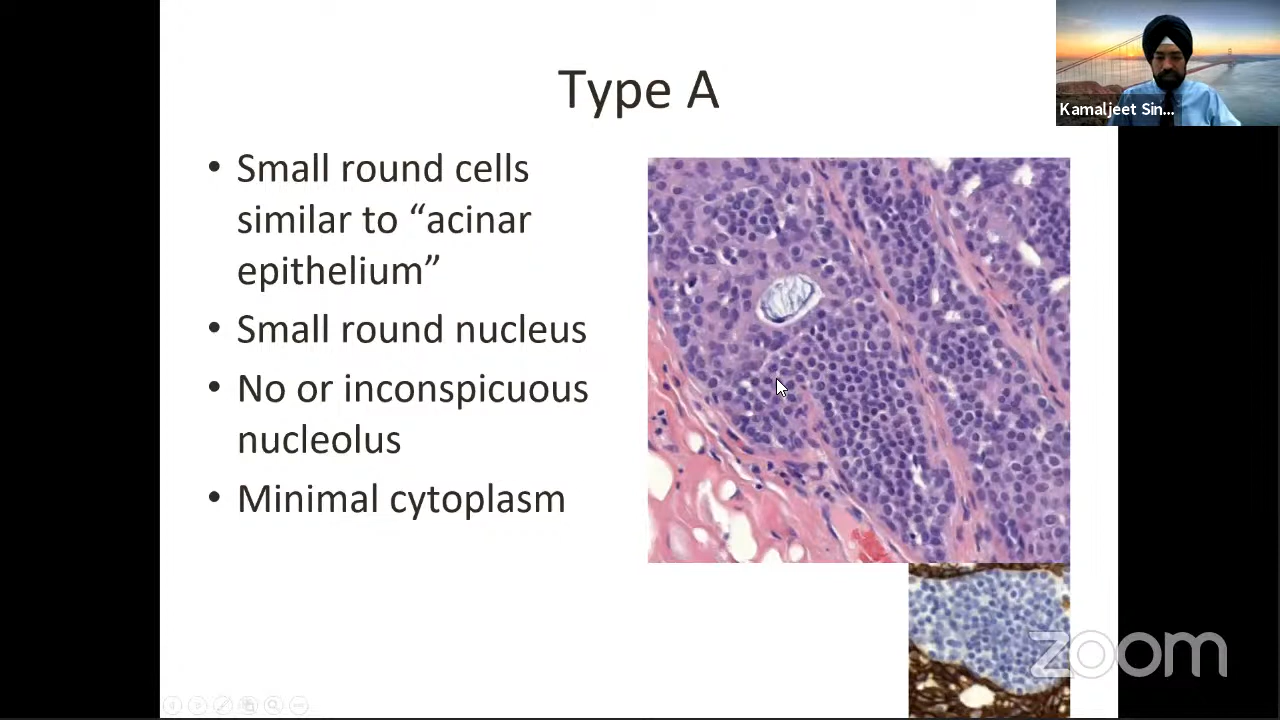 Type A
Kamaljeet Sin...
• Small round cells
similar to “acinar
epithelium”
• Small round nucleus
• No or inconspicuous
nucleolus
• Minimal cytoplasm
zoom